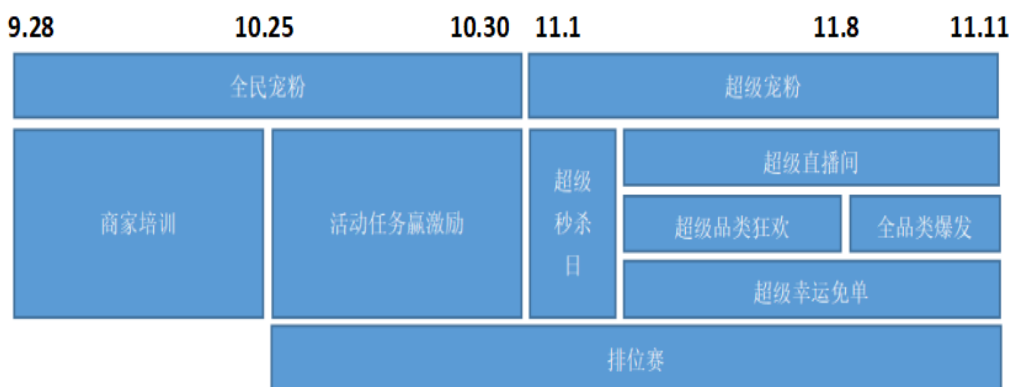 9.28 10.25 10.30 11.1 11.8 11.11
全民宠粉 超级宠粉
商家培训
活动任务赢激励
超级
秒杀
日
超级直播间
超级品类狂欢 全品类爆发
超级幸运免单
排位赛